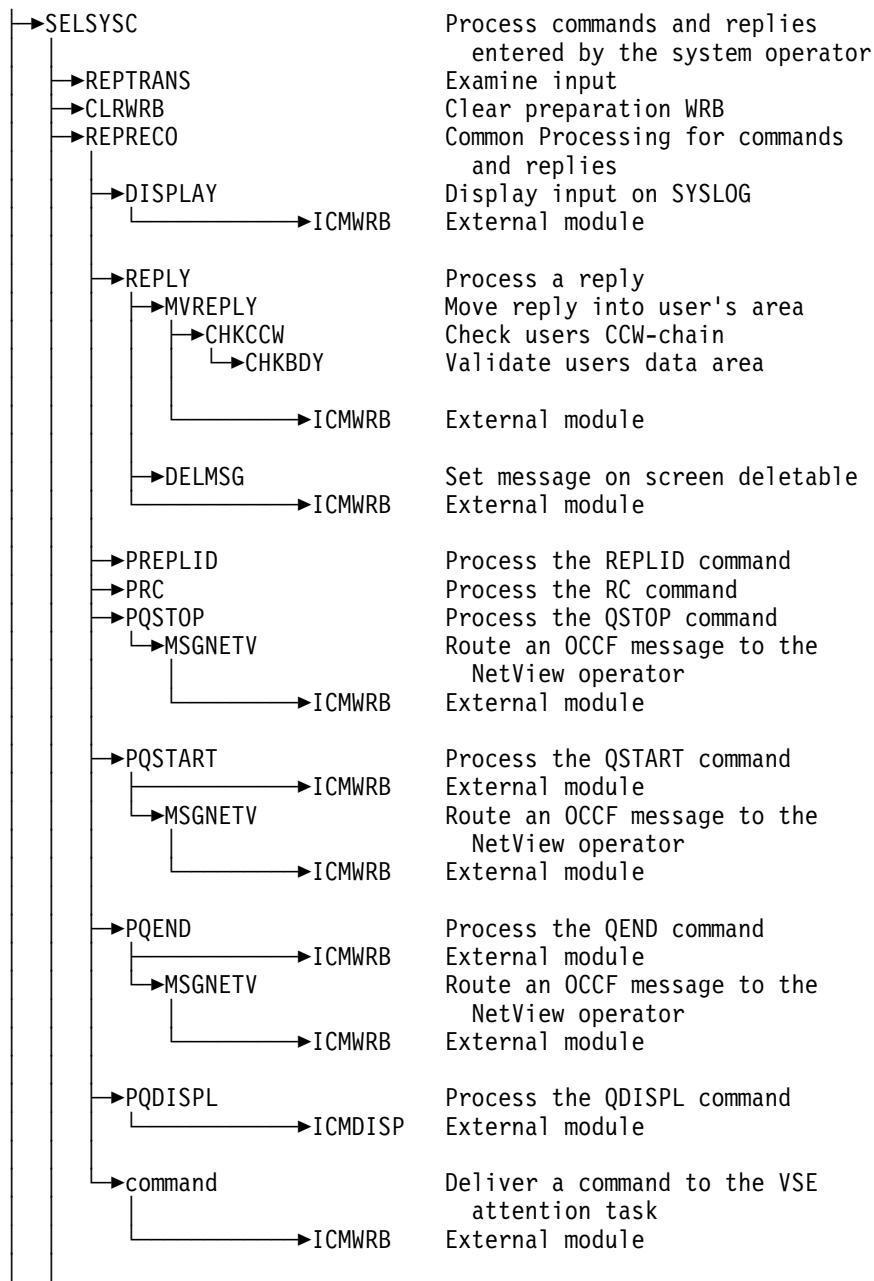 SELSYSC Process commands and replies
entered by the system operator
REPTRANS Examine input
CLRWRB Clear preparation WRB
REPRECO Common Processing for commands
and replies
DISPLAY Display input on SYSLOG
ICMWRB External module
REPLY Process a reply
MVREPLY Move reply into user's area
CHKCCW Check users CCW-chain
CHKBDY Validate users data area
ICMWRB External module
DELMSG Set message on screen deletable
ICMWRB External module
PREPLID Process the REPLID command
PRC Process the RC command
PQSTOP Process the QSTOP command
MSGNETV Route an OCCF message to the
NetView operator
ICMWRB External module
PQSTART Process the QSTART command
ICMWRB External module
MSGNETV Route an OCCF message to the
NetView operator
ICMWRB External module
PQEND Process the QEND command
ICMWRB External module
MSGNETV Route an OCCF message to the
NetView operator
ICMWRB External module
PQDISPL Process the QDISPL command
ICMDISP External module
command Deliver a command to the VSE
attention task
ICMWRB External module